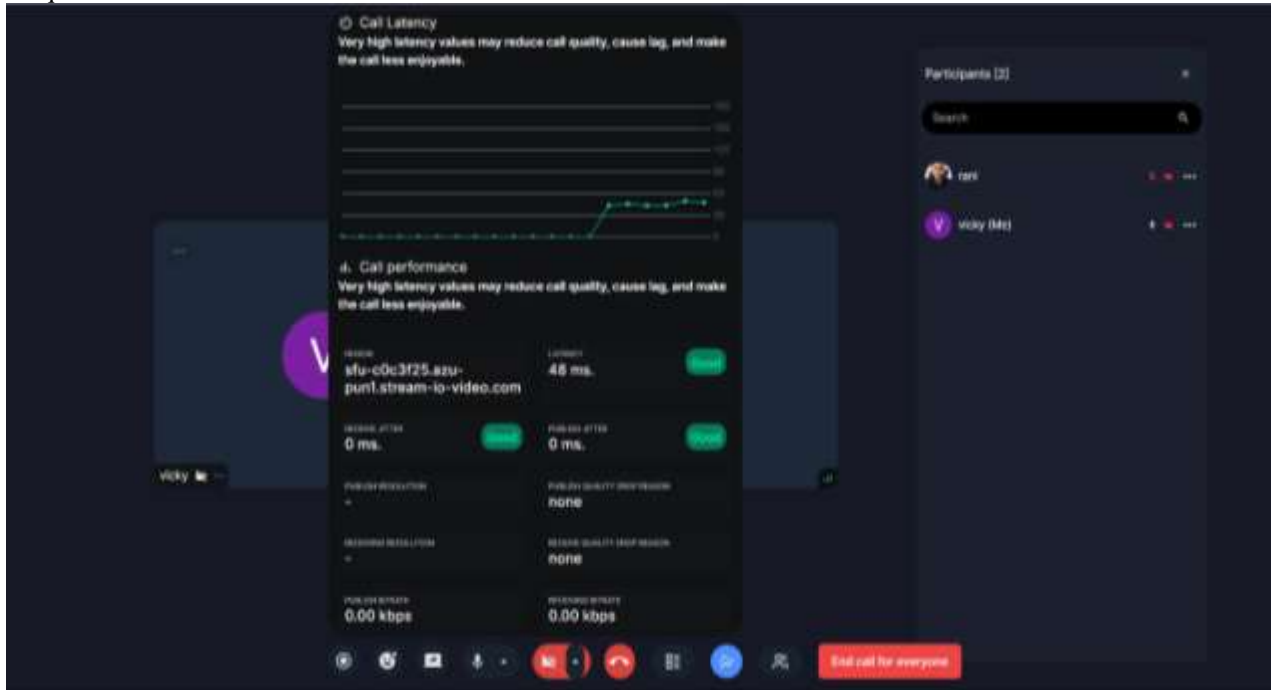 Call Latency
Very high latency values may reduce call quality, cause lag, and make
the call less enjoyable.
Participants [2]
Search
rani
V vicky (Me)
0
Call performance
Very high latency values may reduce call quality, cause lag, and make
the call less enjoyable.
V
REGION
sfu-c0c3f25.azu-
pun1.stream-io-video.com
LATENCY
46 ms.
Good
RECEIVE JITTER
0 ms.
Good
PUBLISH JITTER
0 ms.
Good
vicky
PUBLISH RESOLUTION
-
PUBLISH QUALITY DROP REASON
none
RECEIVING RESOLUTION
-
RECEIVE QUALITY DROP REASON
none
PUBLISH BITRATE
0.00 kbps
RECEIVING BITRATE
0.00 kbps
End call for everyone